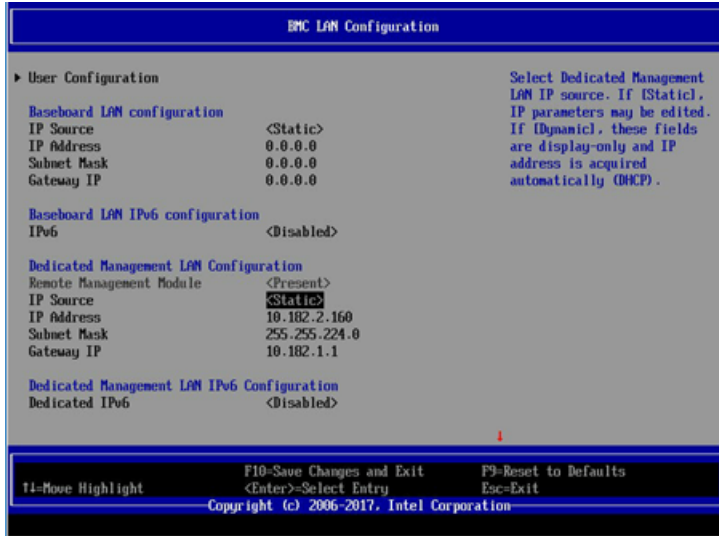 BMC LAN Configuration
User Configuration
Baseboard LAN configuration
IP Source <Static>
IP Address 0.0.0.0
Subnet Mask 0.0.0.0
Gateway IP 0.0.0.0
Baseboard LAN IPv6 configuration
IPv6 <Disabled>
Dedicated Management LAN Configuration
Remote Management Module <Present>
IP Source <Static>
IP Address 10.182.2.160
Subnet Mask 255.255.224.0
Gateway IP 10.182.1.1
Dedicated Management LAN IPv6 Configuration
Dedicated IPv6 <Disabled>
Select Dedicated Management
LAN IP source. If [Static],
IP parameters may be edited.
If [Dynamic], these fields
are display-only and IP
address is acquired
automatically (DHCP).
F10=Save Changes and Exit F9=Reset to Defaults
↑↓=Move Highlight <Enter>=Select Entry Esc=Exit
Copyright (c) 2006-2017, Intel Corporation